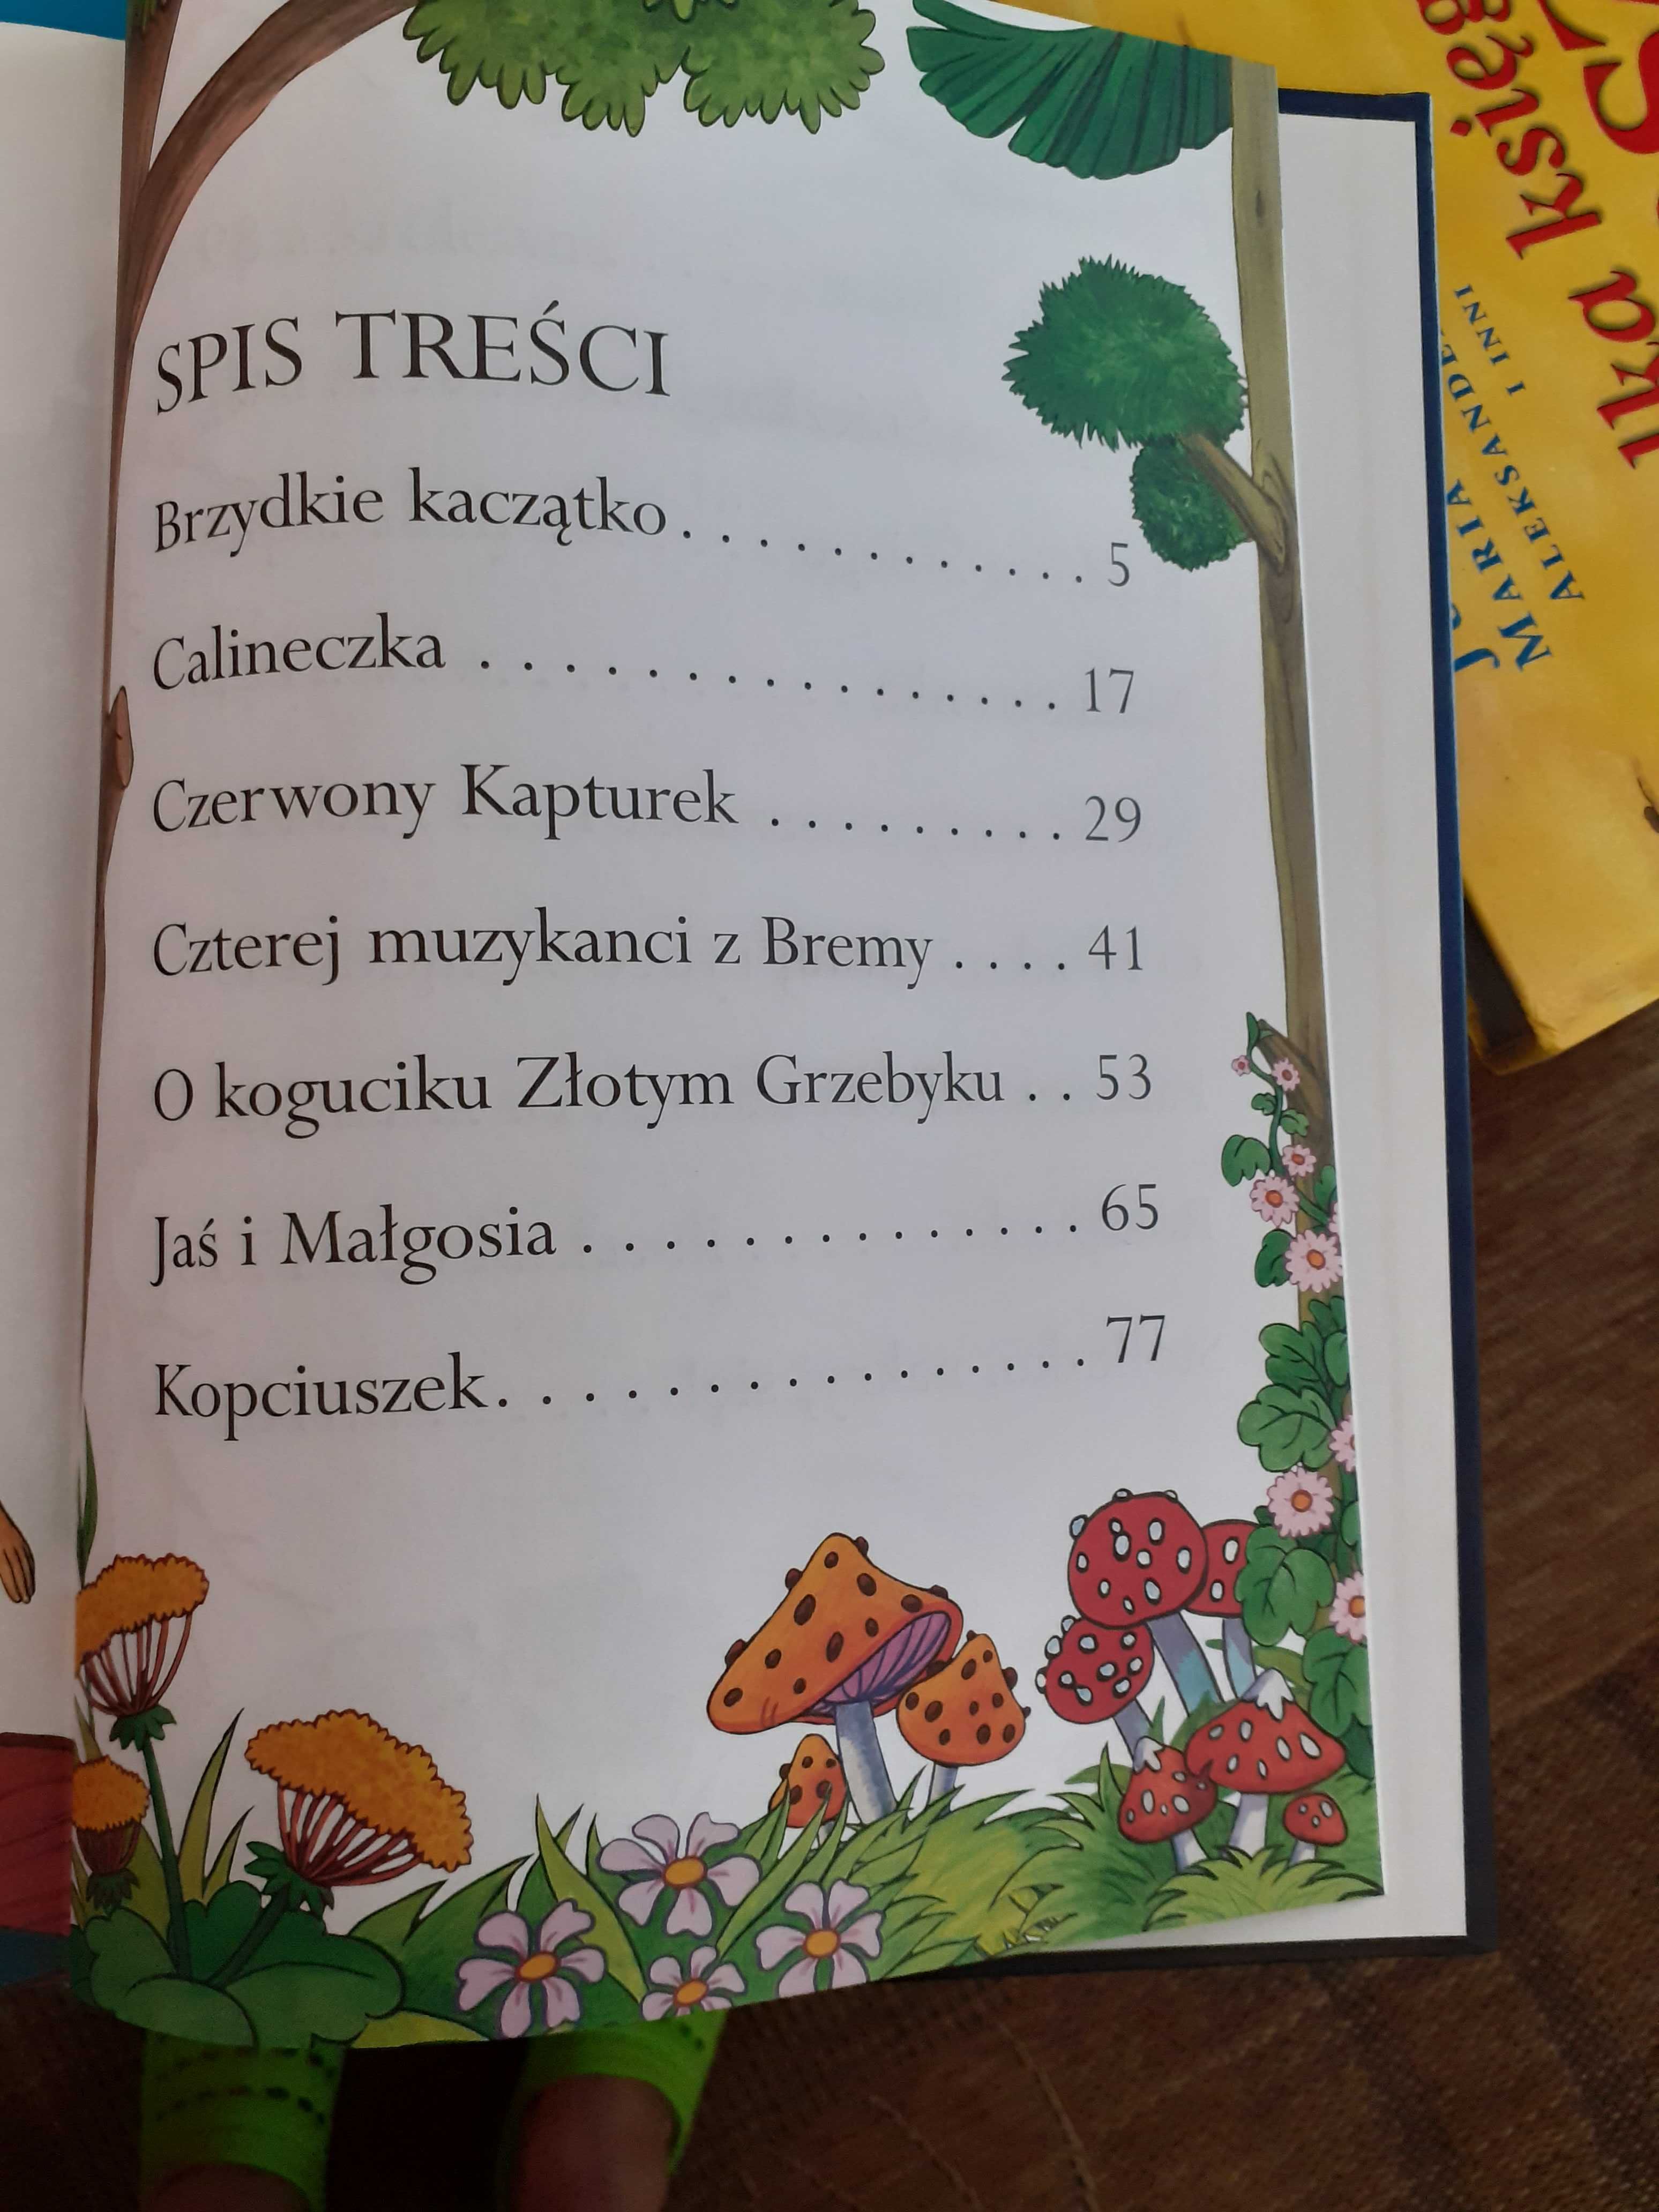 SPIS TREŚCI
Brzydkie kaczątko . . . . . . . . . . . . 5
Calineczka . . . . . . . . . . . . . . . 17
Czerwony Kapturek . . . . . . . . . 29
Czterej muzykanci z Bremy . . . . 41
O koguciku Złotym Grzebyku . . 53
Jaś i Małgosia . . . . . . . . . . . . . 65
Kopciuszek. . . . . . . . . . . . . . . 77
MARIA
I INNI